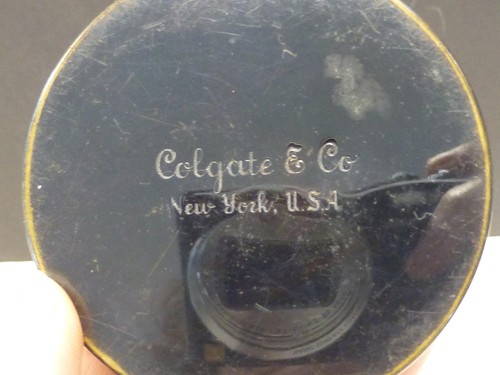 Colgate & Co
New York, U.S.A